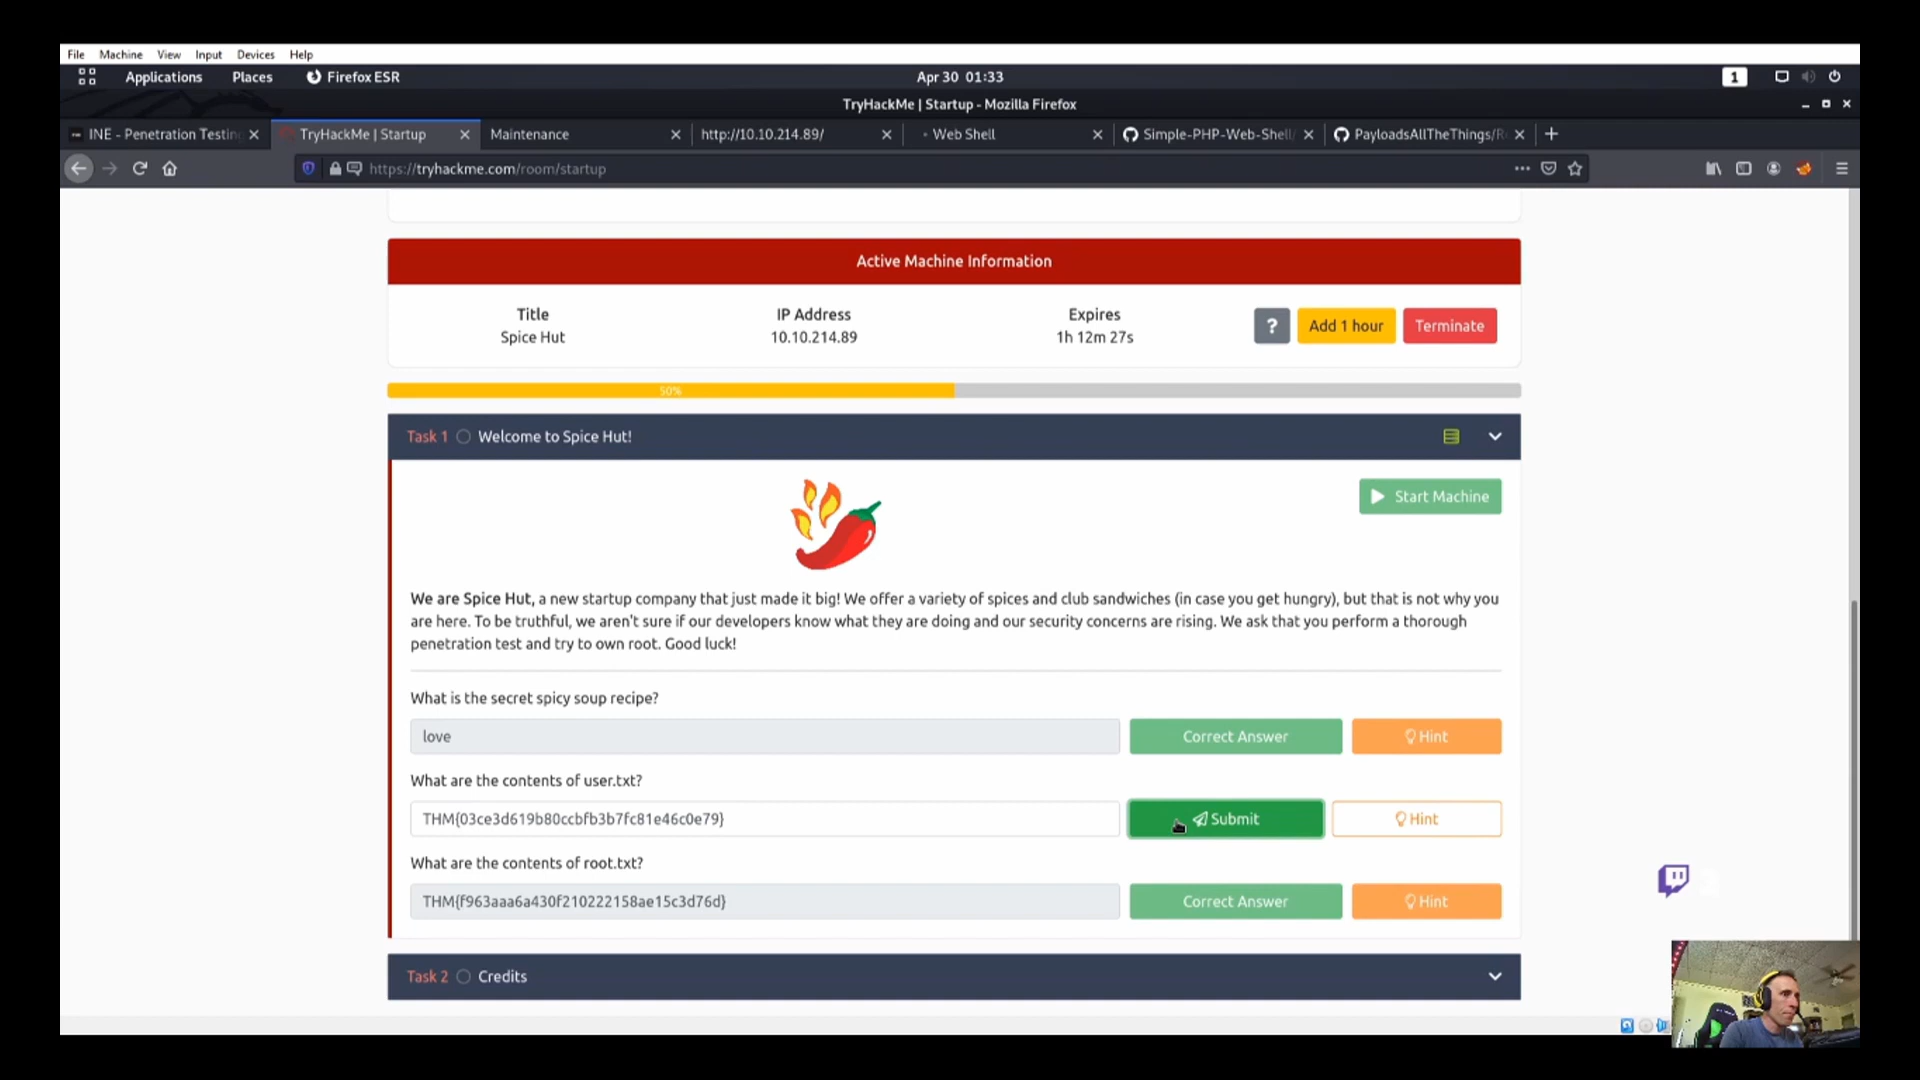 File Machine View Input Devices Help
Applications Places Firefox ESR Apr 30 01:33 1
TryHackMe | Startup - Mozilla Firefox
INE - Penetration Testin TryHackMe | Startup Maintenance http://10.10.214.89/ Web Shell Simple-PHP-Web-Shell/ PayloadsAllTheThings/R
https://tryhackme.com/room/startup
Active Machine Information
Title IP Address Expires
Spice Hut 10.10.214.89 1h 12m 27s ? Add 1 hour Terminate
50%
Task 1 Welcome to Spice Hut!
Start Machine
We are Spice Hut, a new startup company that just made it big! We offer a variety of spices and club sandwiches (in case you get hungry), but that is not why you
are here. To be truthful, we aren't sure if our developers know what they are doing and our security concerns are rising. We ask that you perform a thorough
penetration test and try to own root. Good luck!
What is the secret spicy soup recipe?
love Correct Answer Hint
What are the contents of user.txt?
THM{03ce3d619b80ccbfb3b7fc81e46c0e79} Submit Hint
What are the contents of root.txt?
THM{f963aaa6a430f210222158ae15c3d76d} Correct Answer Hint
Task 2 Credits